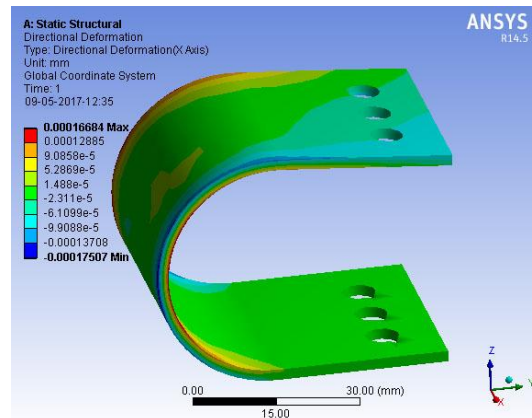 A: Static Structural
Directional Deformation
Type: Directional Deformation(X Axis)
Unit: mm
Global Coordinate System
Time: 1
09-05-2017-12:35
0.00016684 Max
0.00012885
9.0858e-5
5.2869e-5
1.488e-5
-2.311e-5
-6.1099e-5
-9.9088e-5
-0.00013708
-0.00017507 Min
ANSYS
R14.5
0.00
30.00 (mm)
15.00
Z
Y
X